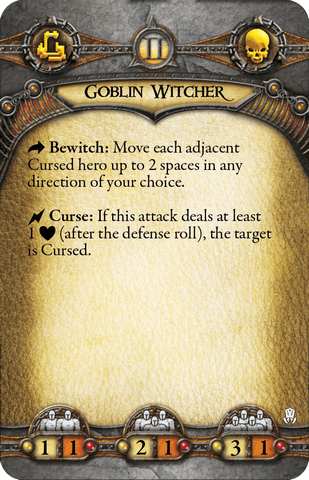 II
Goblin Witcher
Bewitch: Move each adjacent
Cursed hero up to 2 spaces in any
direction of your choice.
Curse: If this attack deals at least
1 (after the defense roll), the target
is Cursed.
1 1 2 1 3 1